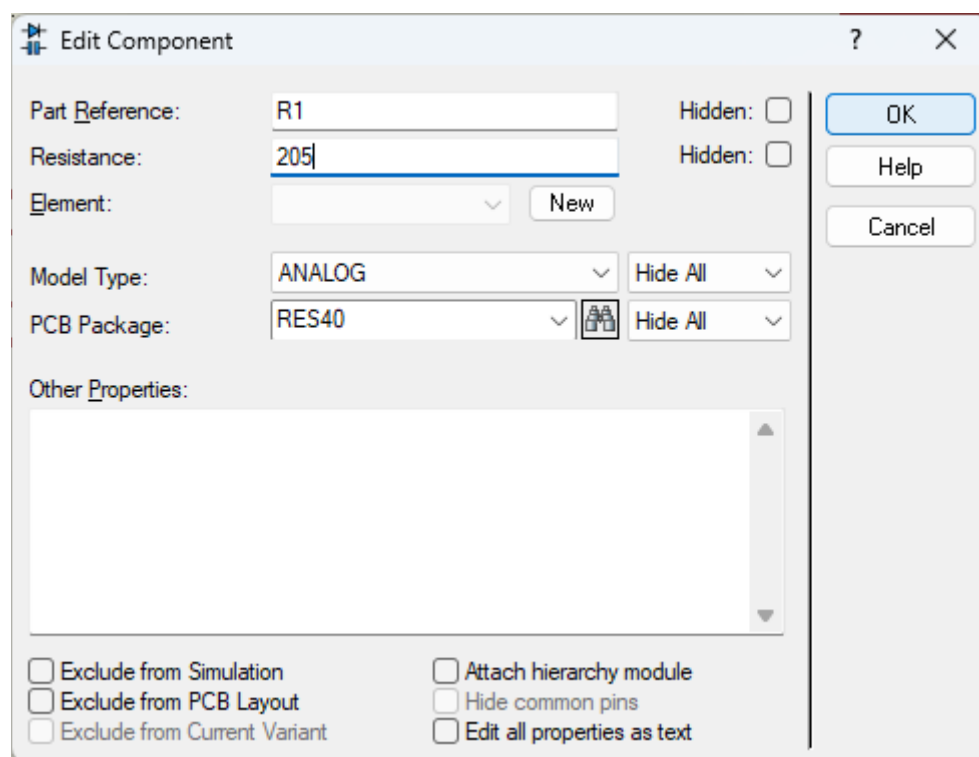 Edit Component ?
Part Reference: R1 Hidden: OK
Resistance: 205 Hidden: Help
Element: New Cancel
Model Type: ANALOG Hide All
PCB Package: RES40 Hide All
Other Properties:
Exclude from Simulation Attach hierarchy module
Exclude from PCB Layout Hide common pins
Exclude from Current Variant Edit all properties as text